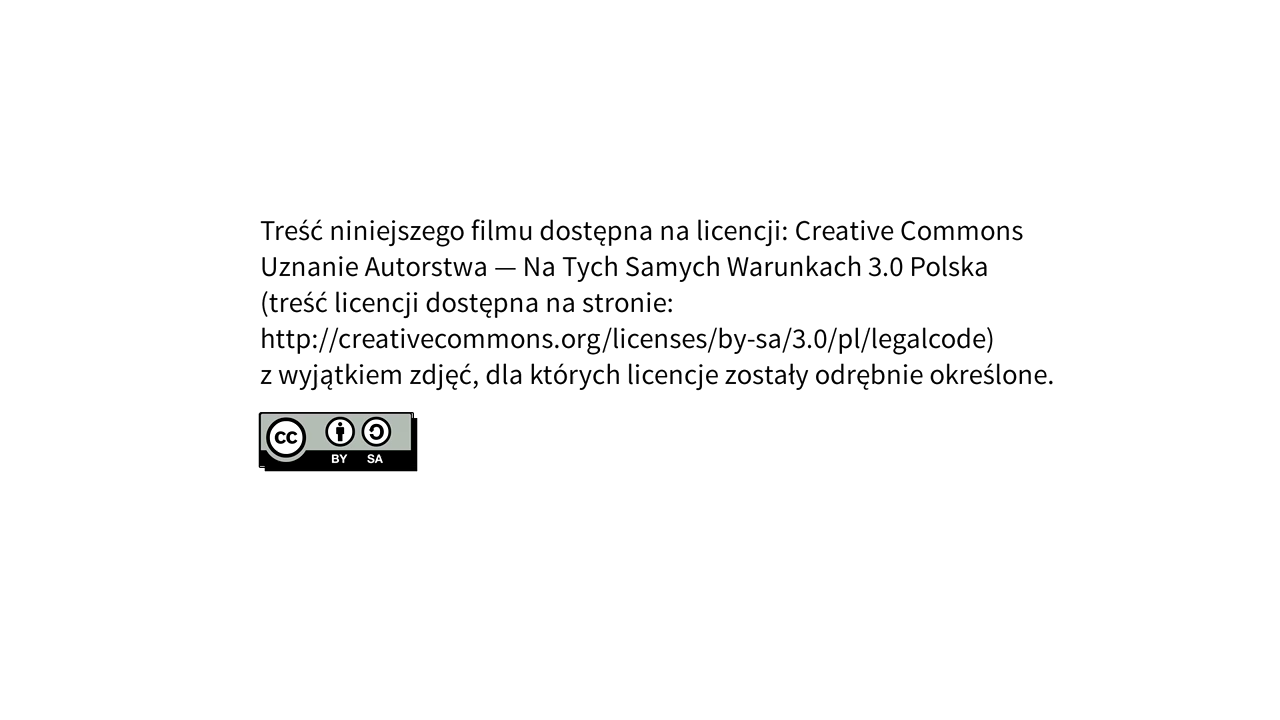 Treść niniejszego filmu dostępna na licencji: Creative Commons
Uznanie Autorstwa — Na Tych Samych Warunkach 3.0 Polska
(treść licencji dostępna na stronie:
http://creativecommons.org/licenses/by-sa/3.0/pl/legalcode)
z wyjątkiem zdjęć, dla których licencje zostały odrębnie określone.
cc
BY SA